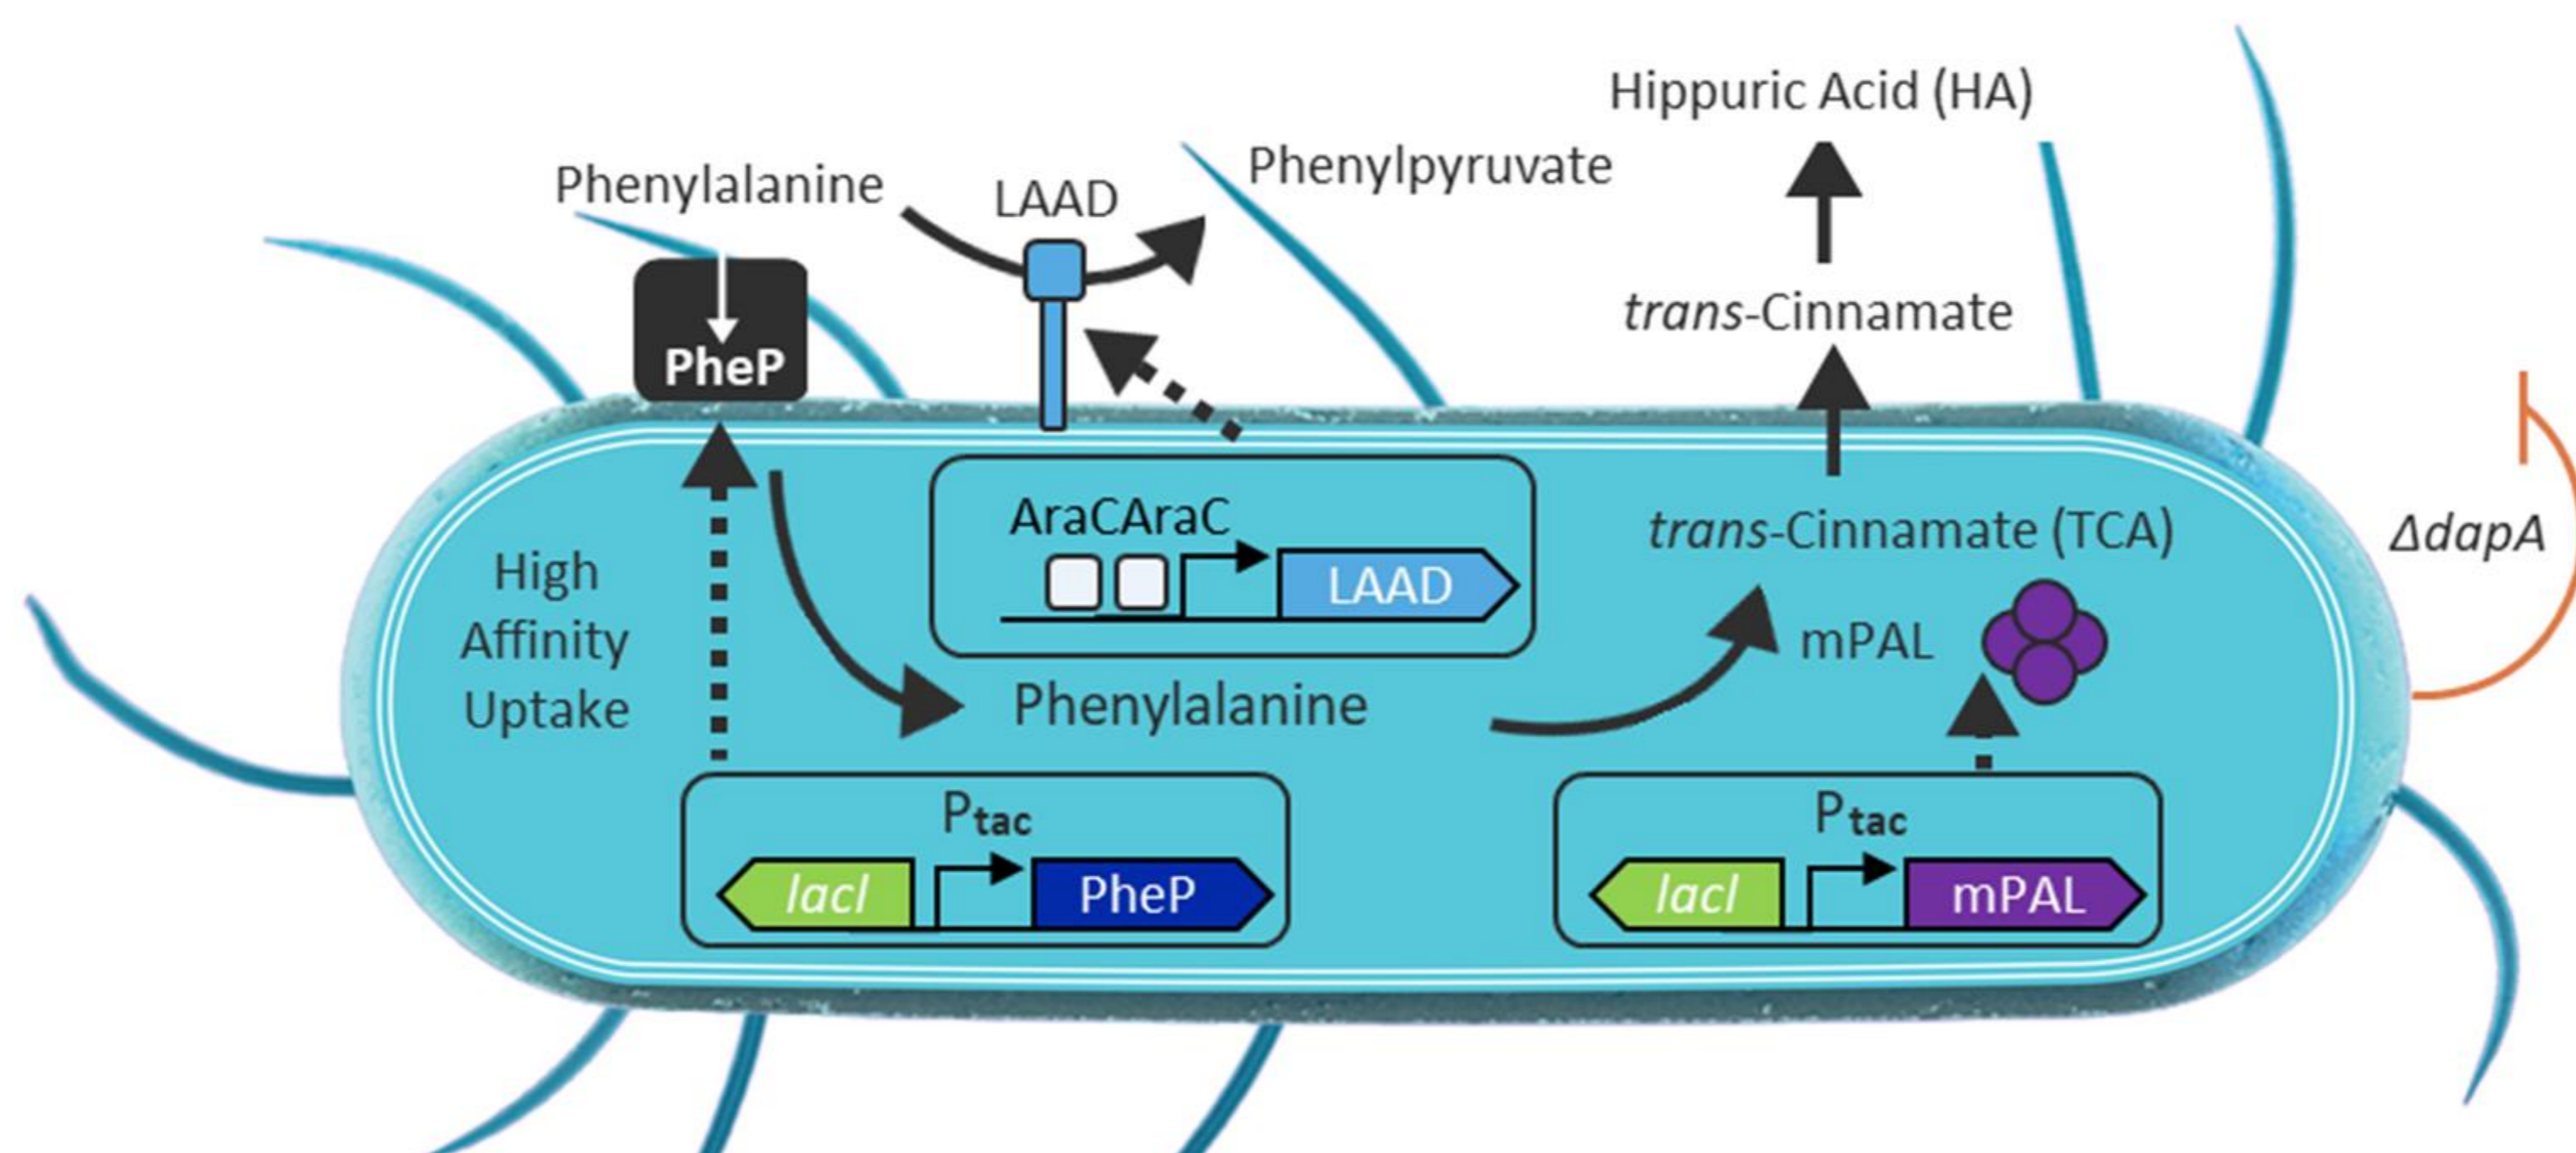 Hippuric Acid (HA)
Phenylalanine
LAAD
Phenylpyruvate
trans-Cinnamate
PheP
AraCAraC
LAAD
trans-Cinnamate (TCA)
ΔdapA
High
Affinity
Uptake
mPAL
Phenylalanine
Ptac
lacI
PheP
Ptac
lacI
mPAL